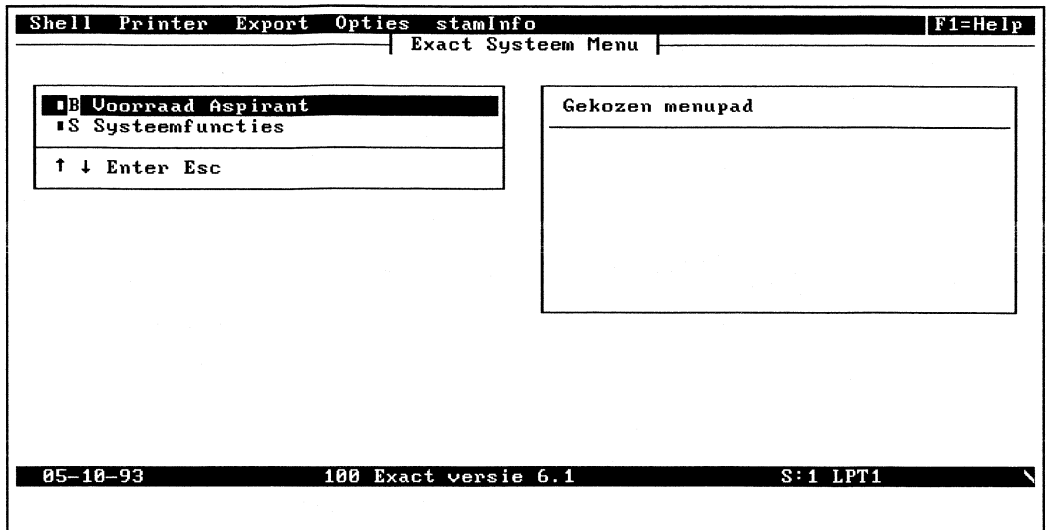 Shell Printer Export Opties stamInfo F1=Help
Exact Systeem Menu
B Voorraad Aspirant
S Systeemfuncties
↑ ↓ Enter Esc
Gekozen menupad
05-10-93 100 Exact versie 6.1 S:1 LPT1 \